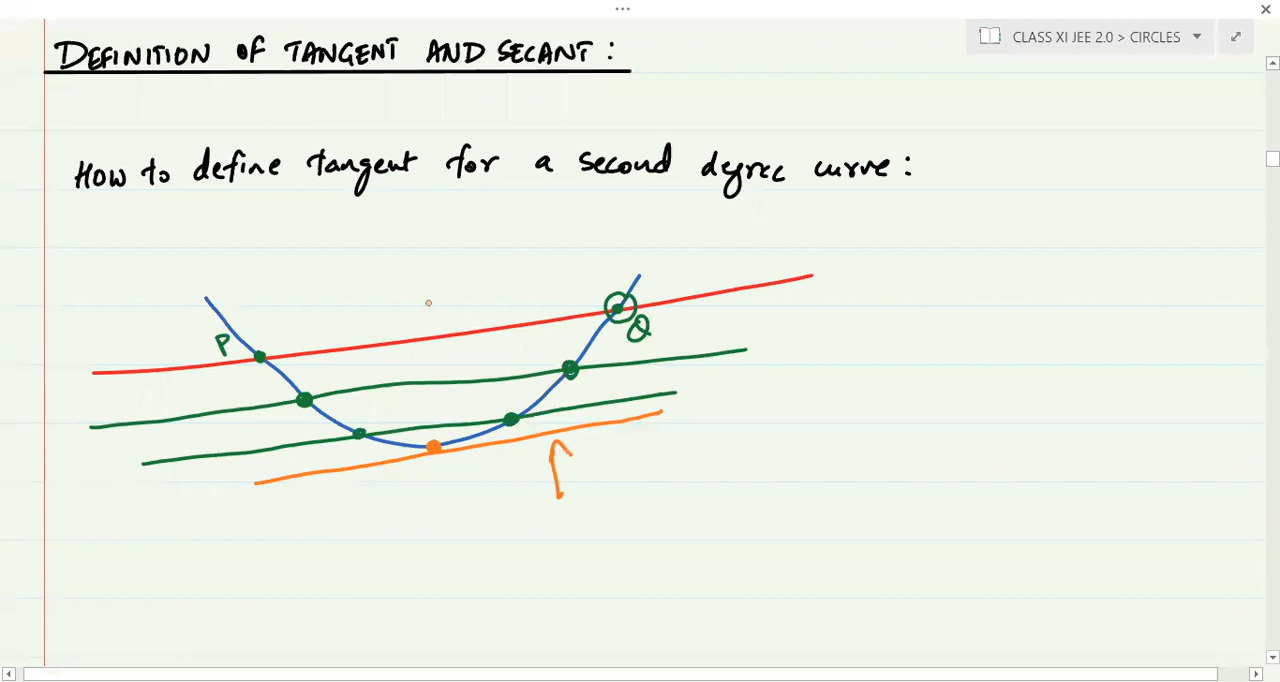 DEFINITION OF TANGENT AND SECANT :
CLASS XI JEE 2.0 > CIRCLES
How to define tangent for a second degree curve :
P
Q